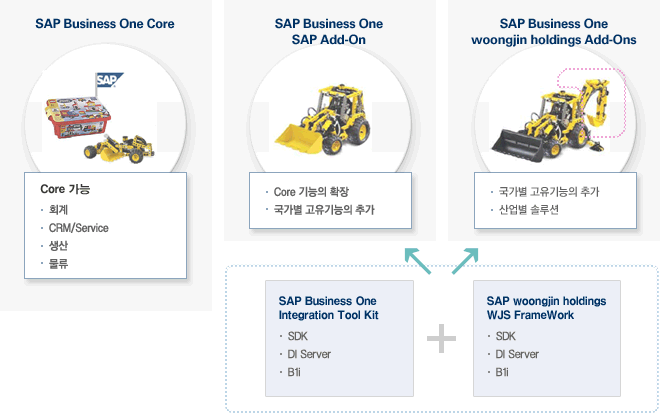 SAP Business One Core
SAP
Core 가능
· 회계
· CRM/Service
· 생산
· 물류
SAP Business One
SAP Add-On
· Core 기능의 확장
· 국가별 고유기능의 추가
SAP Business One
woongjin holdings Add-Ons
· 국가별 고유기능의 추가
· 산업별 솔루션
SAP Business One
Integration Tool Kit
· SDK
· DI Server
· B1i
+
SAP woongjin holdings
WJS FrameWork
· SDK
· DI Server
· B1i